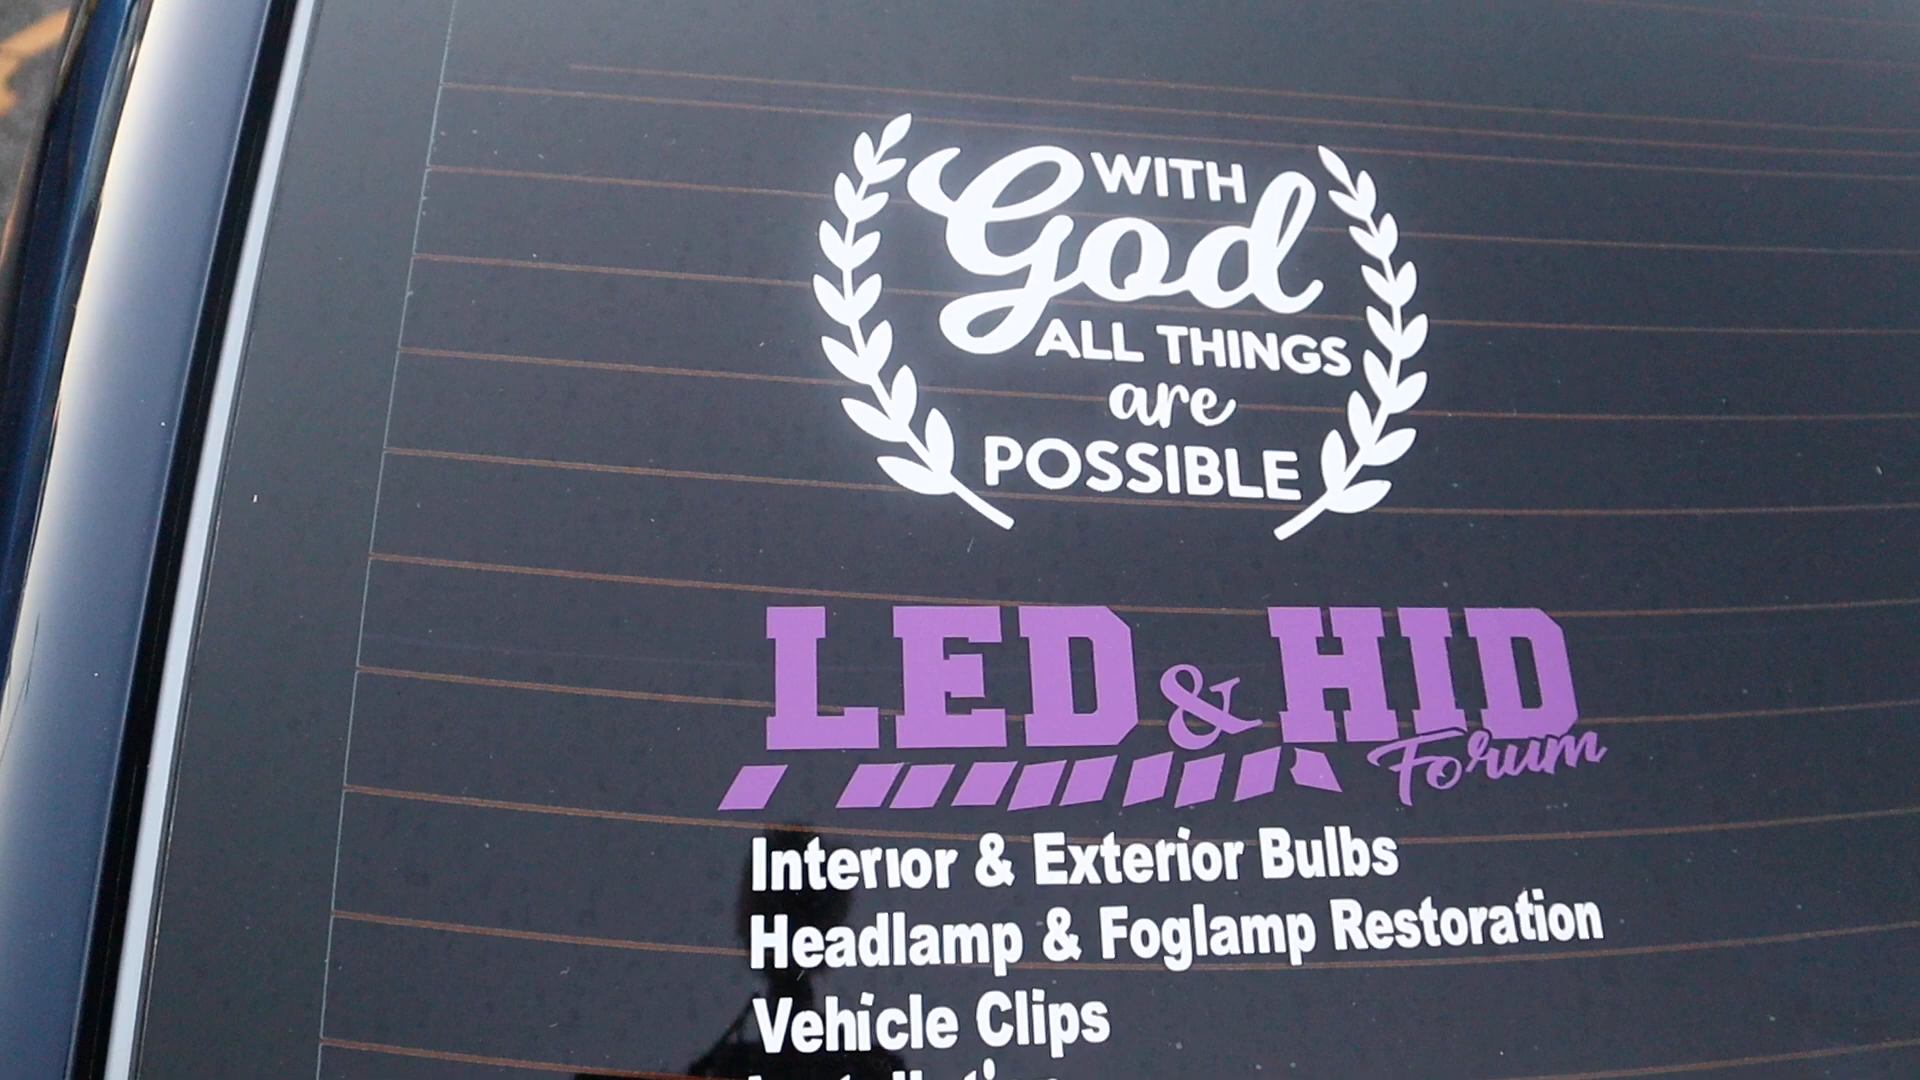 WITH
God
ALL THINGS
are
POSSIBLE
LED & HID
Forum
Interior & Exterior Bulbs
Headlamp & Foglamp Restoration
Vehicle Clips